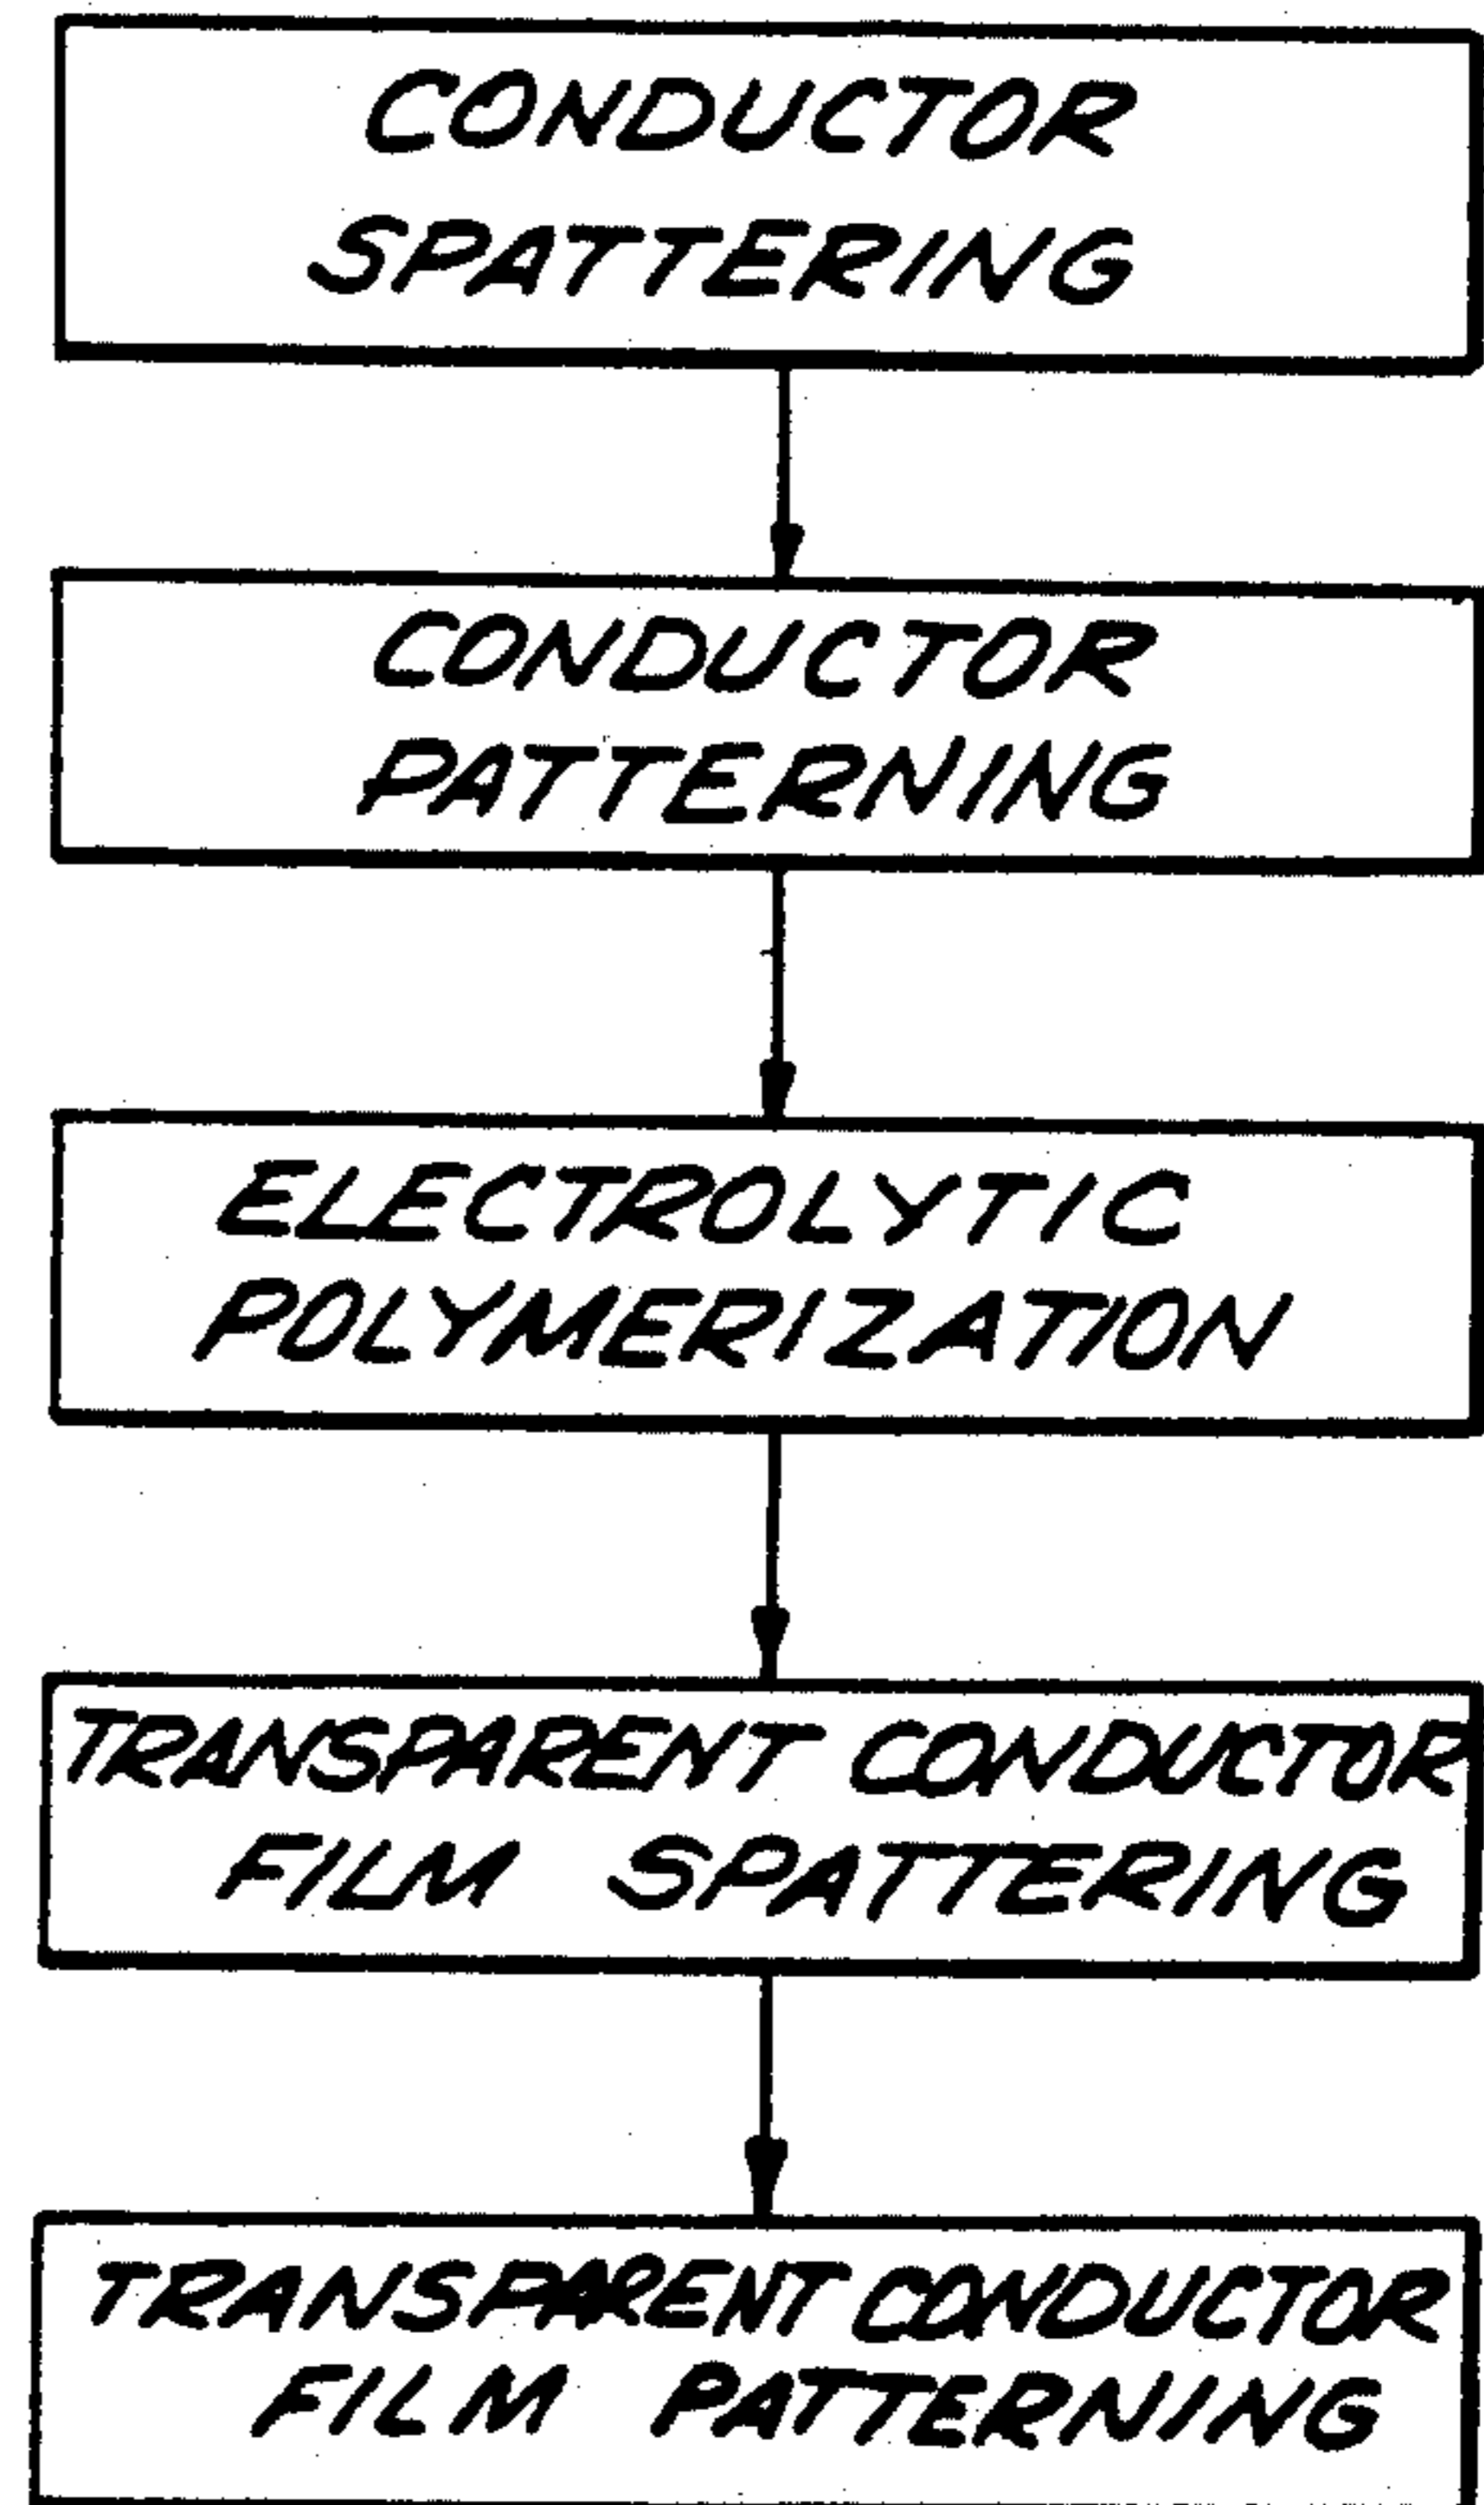 CONDUCTOR
SPATTERING
CONDUCTOR
PATTERNING
ELECTROLYTIC
POLYMERIZATION
TRANSPARENT CONDUCTOR
FILM SPATTERING
TRANSPARENT CONDUCTOR
FILM PATTERNING